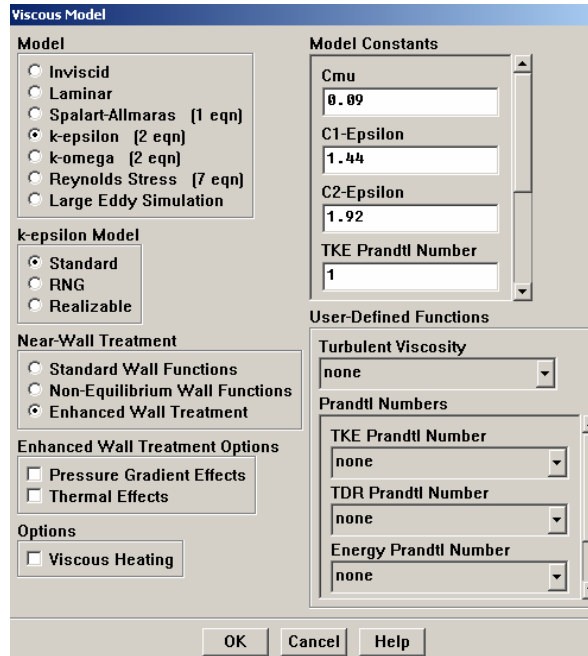 Viscous Model
Model
Inviscid
Laminar
Spalart-Allmaras (1 eqn)
k-epsilon (2 eqn)
k-omega (2 eqn)
Reynolds Stress (7 eqn)
Large Eddy Simulation
k-epsilon Model
Standard
RNG
Realizable
Near-Wall Treatment
Standard Wall Functions
Non-Equilibrium Wall Functions
Enhanced Wall Treatment
Enhanced Wall Treatment Options
Pressure Gradient Effects
Thermal Effects
Options
Viscous Heating
Model Constants
Cmu
0.09
C1-Epsilon
1.44
C2-Epsilon
1.92
TKE Prandtl Number
1
User-Defined Functions
Turbulent Viscosity
none
Prandtl Numbers
TKE Prandtl Number
none
TDR Prandtl Number
none
Energy Prandtl Number
none
OK Cancel Help